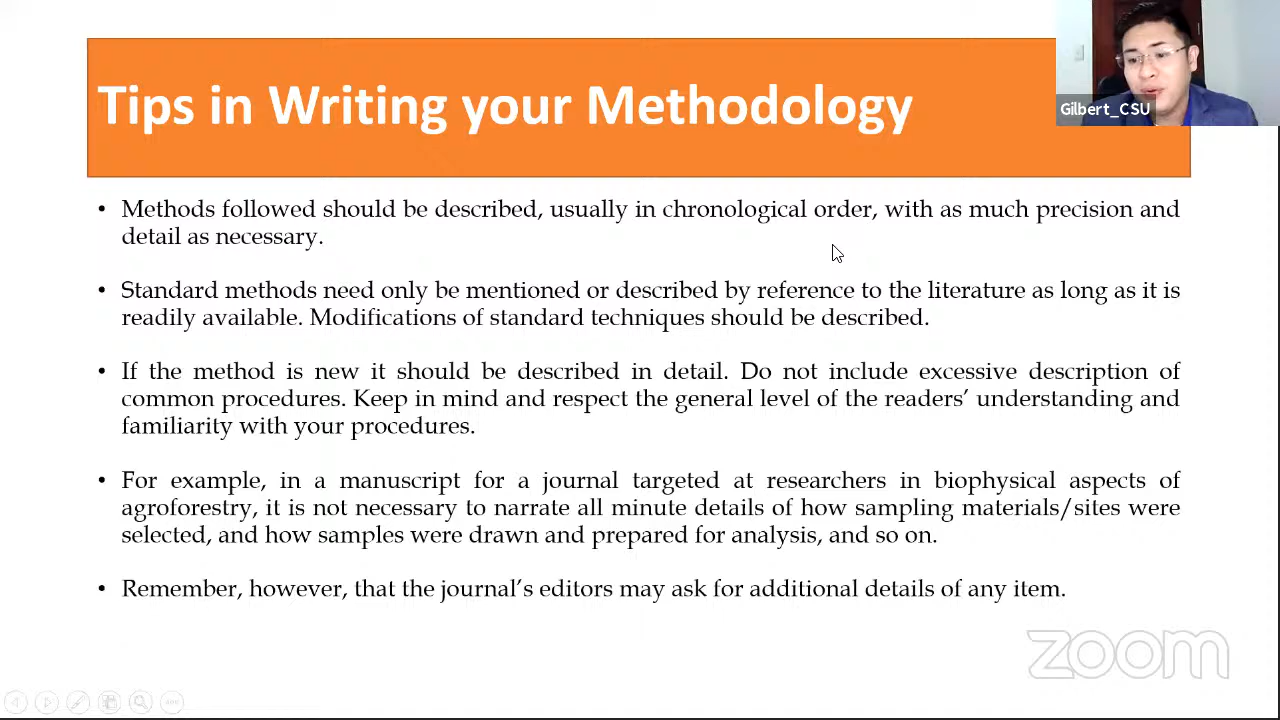 Tips in Writing your Methodology
Gilbert_CSU
• Methods followed should be described, usually in chronological order, with as much precision and
detail as necessary.
• Standard methods need only be mentioned or described by reference to the literature as long as it is
readily available. Modifications of standard techniques should be described.
• If the method is new it should be described in detail. Do not include excessive description of
common procedures. Keep in mind and respect the general level of the readers’ understanding and
familiarity with your procedures.
• For example, in a manuscript for a journal targeted at researchers in biophysical aspects of
agroforestry, it is not necessary to narrate all minute details of how sampling materials/sites were
selected, and how samples were drawn and prepared for analysis, and so on.
• Remember, however, that the journal’s editors may ask for additional details of any item.
zoom